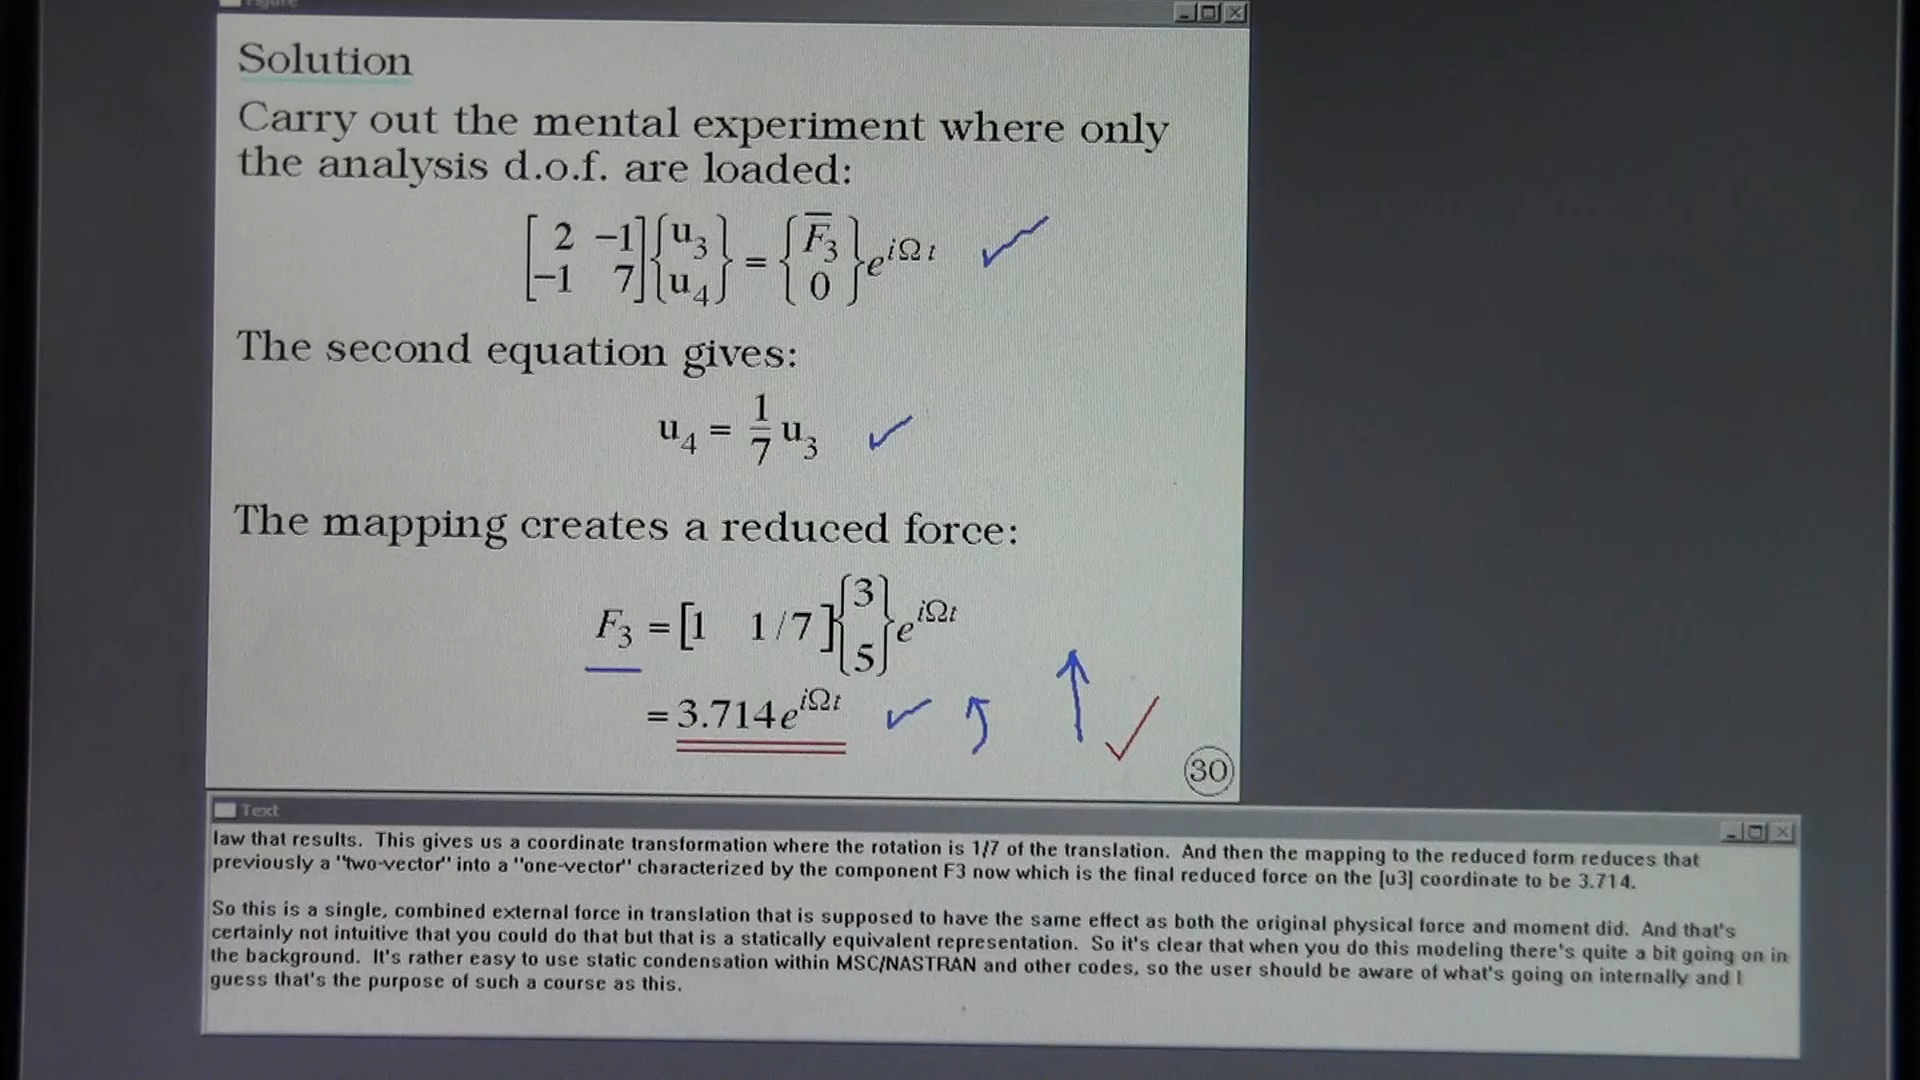 Figure
Solution
Carry out the mental experiment where only
the analysis d.o.f. are loaded:
[2 −1; −1 7]{u₃; u₄} = {F̅₃; 0}e^{iΩt}
The second equation gives:
u₄ = 1/7 u₃
The mapping creates a reduced force:
F₃ = [1 1/7]{3; 5}e^{iΩt}
= 3.714e^{iΩt}
30
Text
law that results. This gives us a coordinate transformation where the rotation is 1/7 of the translation. And then the mapping to the reduced form reduces that
previously a "two-vector" into a "one-vector" characterized by the component F3 now which is the final reduced force on the [u3] coordinate to be 3.714.
So this is a single, combined external force in translation that is supposed to have the same effect as both the original physical force and moment did. And that's
certainly not intuitive that you could do that but that is a statically equivalent representation. So it's clear that when you do this modeling there's quite a bit going on in
the background. It's rather easy to use static condensation within MSC/NASTRAN and other codes, so the user should be aware of what's going on internally and I
guess that's the purpose of such a course as this.